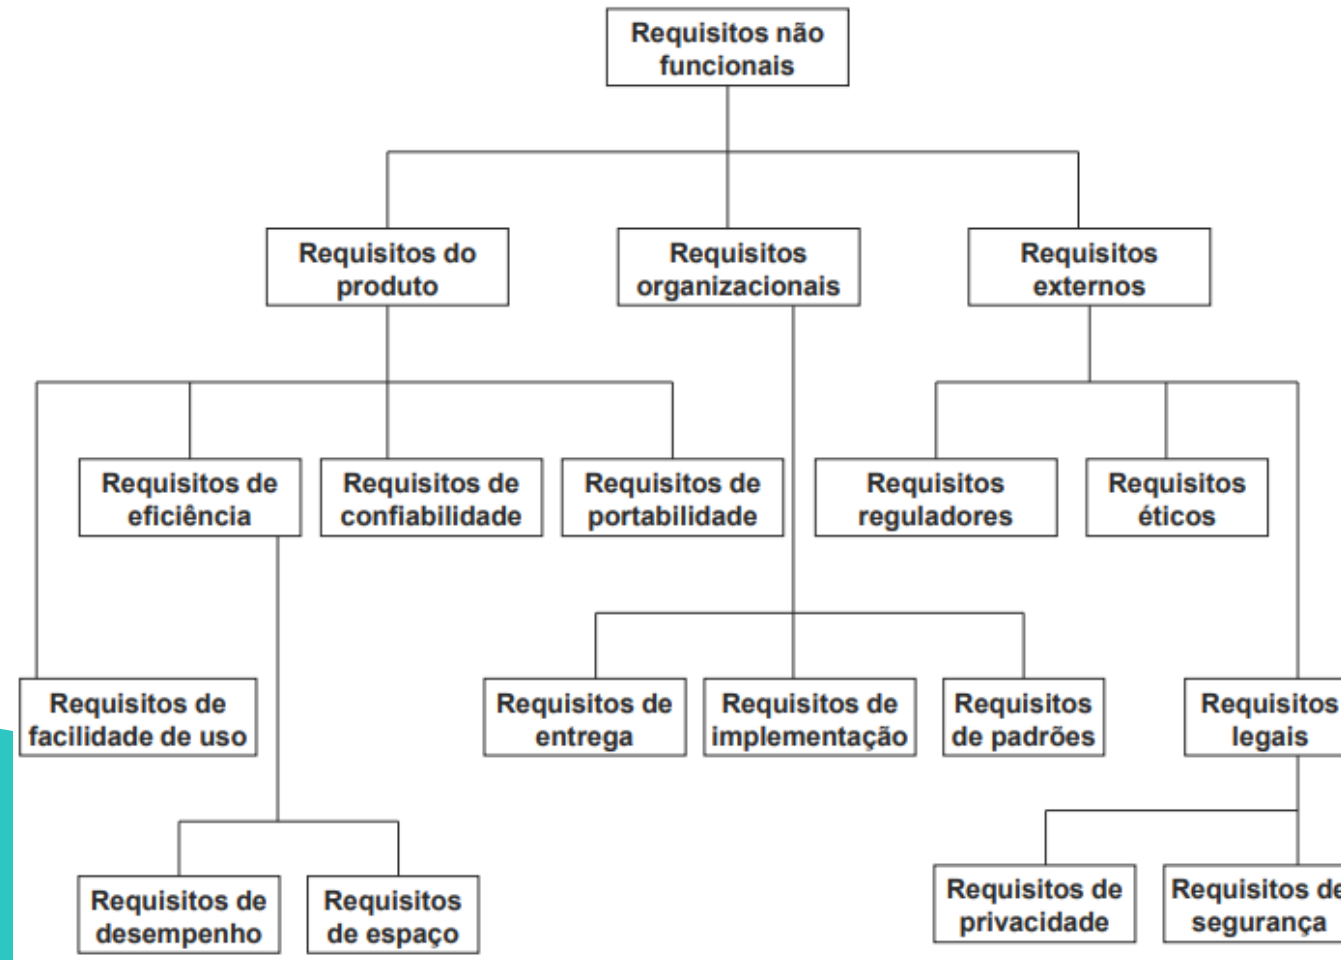 Requisitos não
funcionais
Requisitos do
produto
Requisitos
organizacionais
Requisitos
externos
Requisitos de
eficiência
Requisitos de
confiabilidade
Requisitos de
portabilidade
Requisitos
reguladores
Requisitos
éticos
Requisitos de
facilidade de uso
Requisitos de
entrega
Requisitos de
implementação
Requisitos
de padrões
Requisitos
legais
Requisitos de
desempenho
Requisitos
de espaço
Requisitos de
privacidade
Requisitos de
segurança